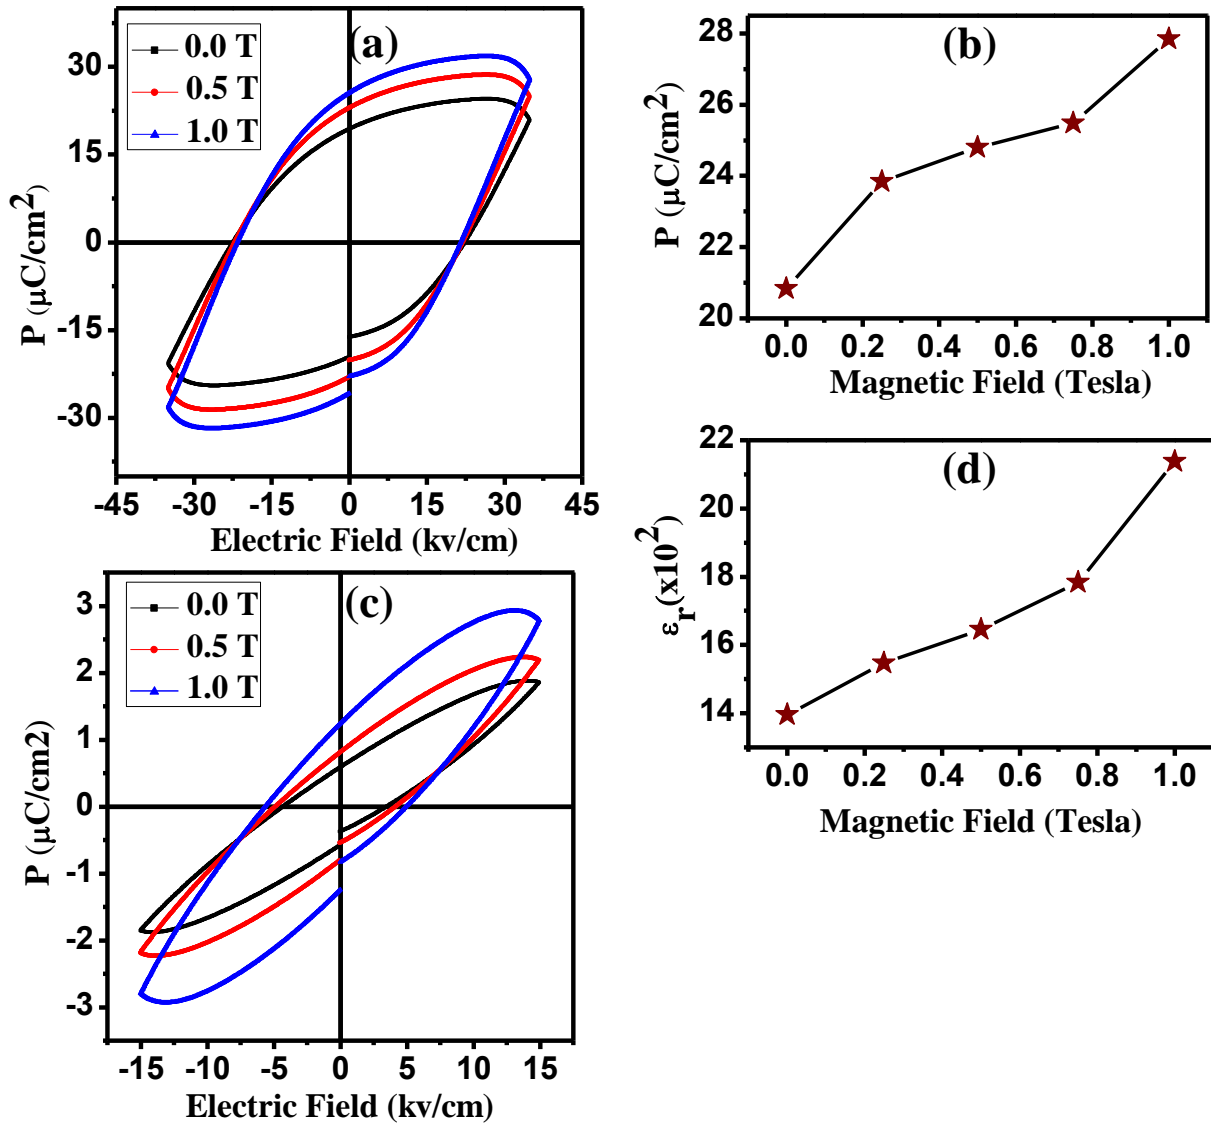 (a)
0.0 T
0.5 T
1.0 T
30
15
0
-15
-30
P (μC/cm²)
-45 -30 -15 0 15 30 45
Electric Field (kv/cm)
(b)
28
26
24
22
20
P (μC/cm²)
0.0 0.2 0.4 0.6 0.8 1.0
Magnetic Field (Tesla)
(c)
0.0 T
0.5 T
1.0 T
3
2
1
0
-1
-2
-3
P (μC/cm2)
-15 -10 -5 0 5 10 15
Electric Field (kv/cm)
(d)
22
20
18
16
14
εr(x10²)
0.0 0.2 0.4 0.6 0.8 1.0
Magnetic Field (Tesla)